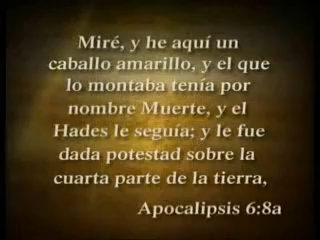 Miré, y he aquí un
caballo amarillo, y el que
lo montaba tenía por
nombre Muerte, y el
Hades le seguía; y le fue
dada potestad sobre la
cuarta parte de la tierra,
Apocalipsis 6:8a